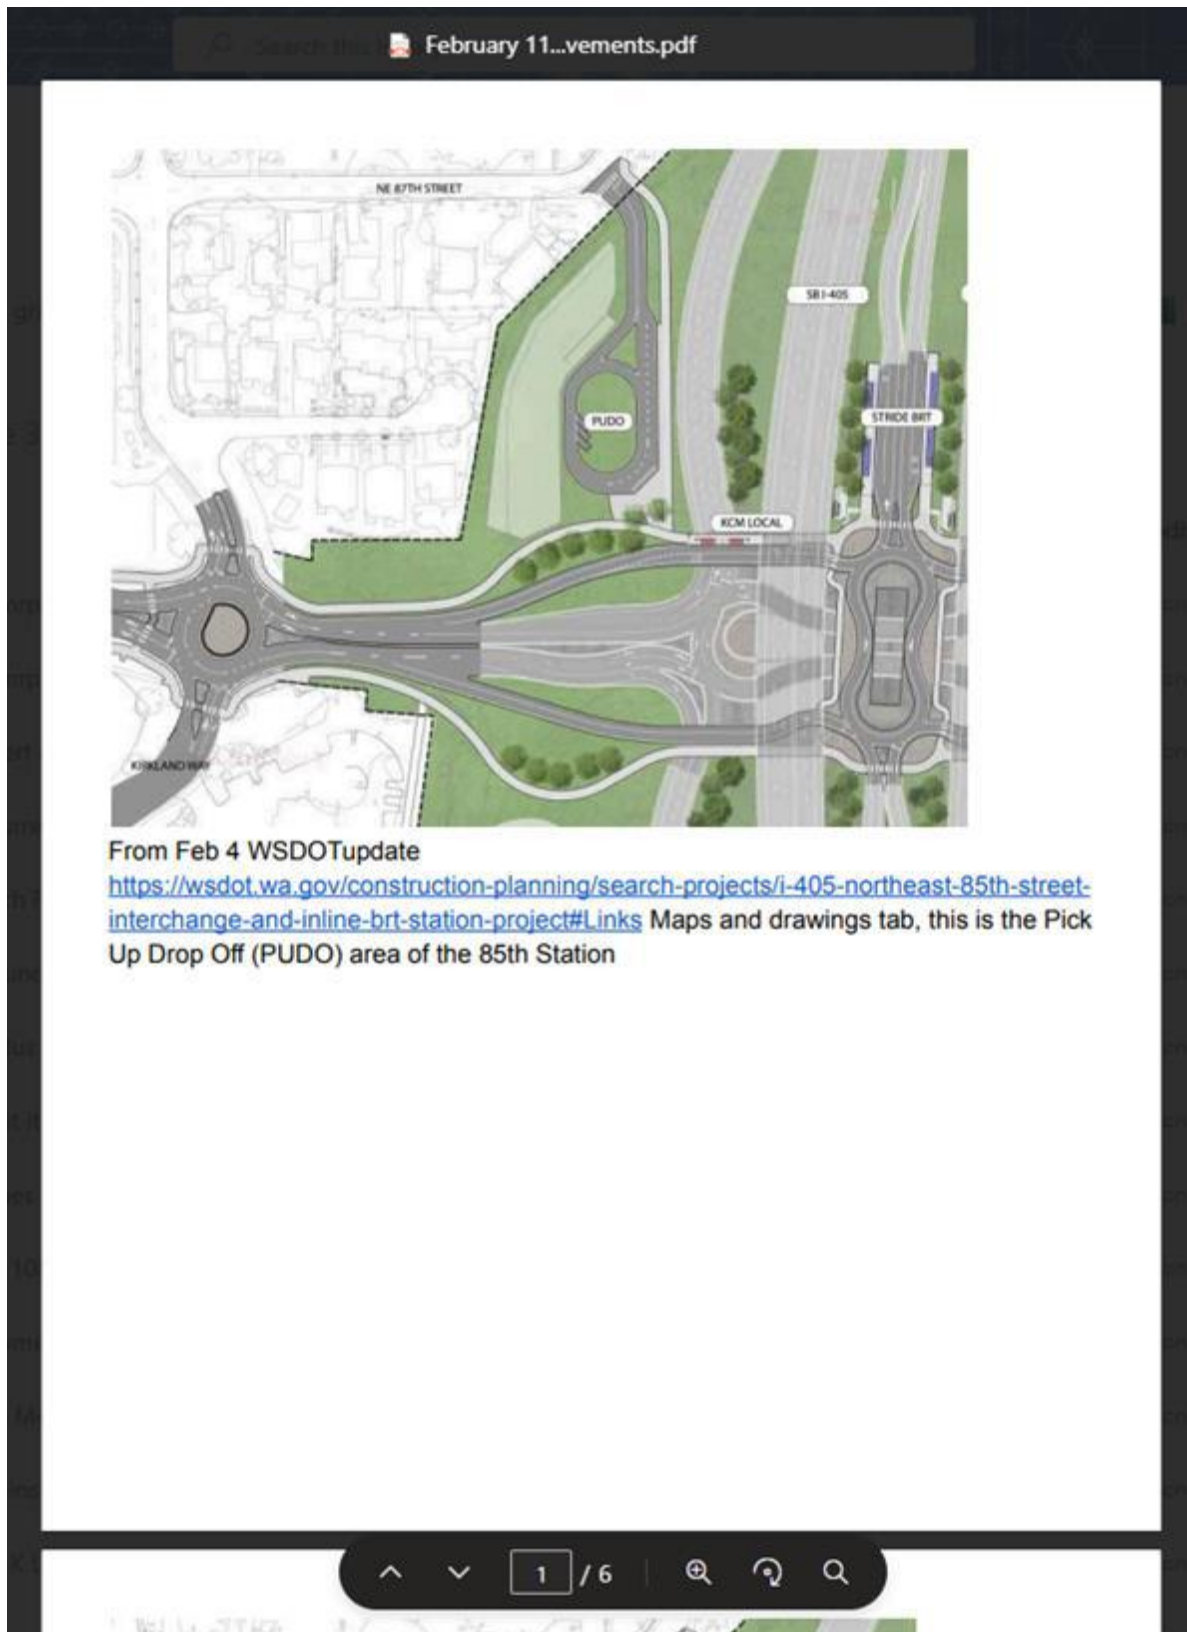 Search this
February 11...vements.pdf
NE 87TH STREET
SB I-405
PUDO
STRIDE BRT
KCM LOCAL
KIRKLAND WAY
From Feb 4 WSDOTupdate
https://wsdot.wa.gov/construction-planning/search-projects/i-405-northeast-85th-street-
interchange-and-inline-brt-station-project#Links Maps and drawings tab, this is the Pick
Up Drop Off (PUDO) area of the 85th Station
1 / 6